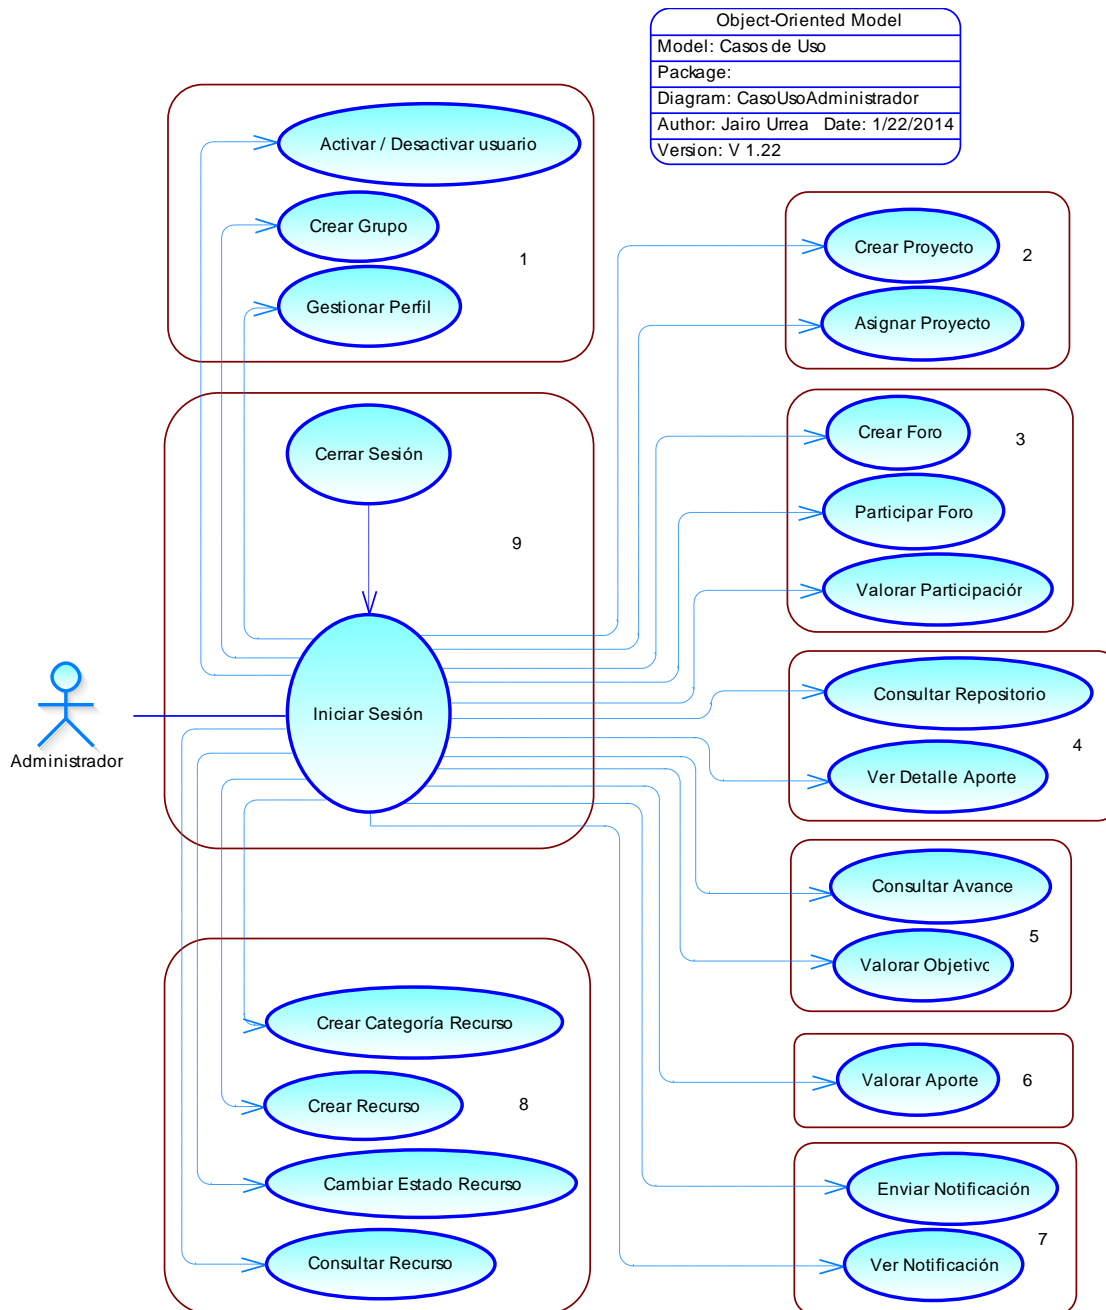 Object-Oriented Model
Model: Casos de Uso
Package:
Diagram: CasoUsoAdministrador
Author: Jairo Urrea Date: 1/22/2014
Version: V 1.22
Activar / Desactivar usuario
Crear Grupo
1
Gestionar Perfil
Crear Proyecto
2
Asignar Proyecto
Cerrar Sesión
9
Iniciar Sesión
Administrador
Crear Foro
3
Participar Foro
Valorar Participación
Consultar Repositorio
4
Ver Detalle Aporte
Consultar Avance
5
Valorar Objetivo
Valorar Aporte
6
Enviar Notificación
7
Ver Notificación
Crear Categoría Recurso
Crear Recurso
8
Cambiar Estado Recurso
Consultar Recurso